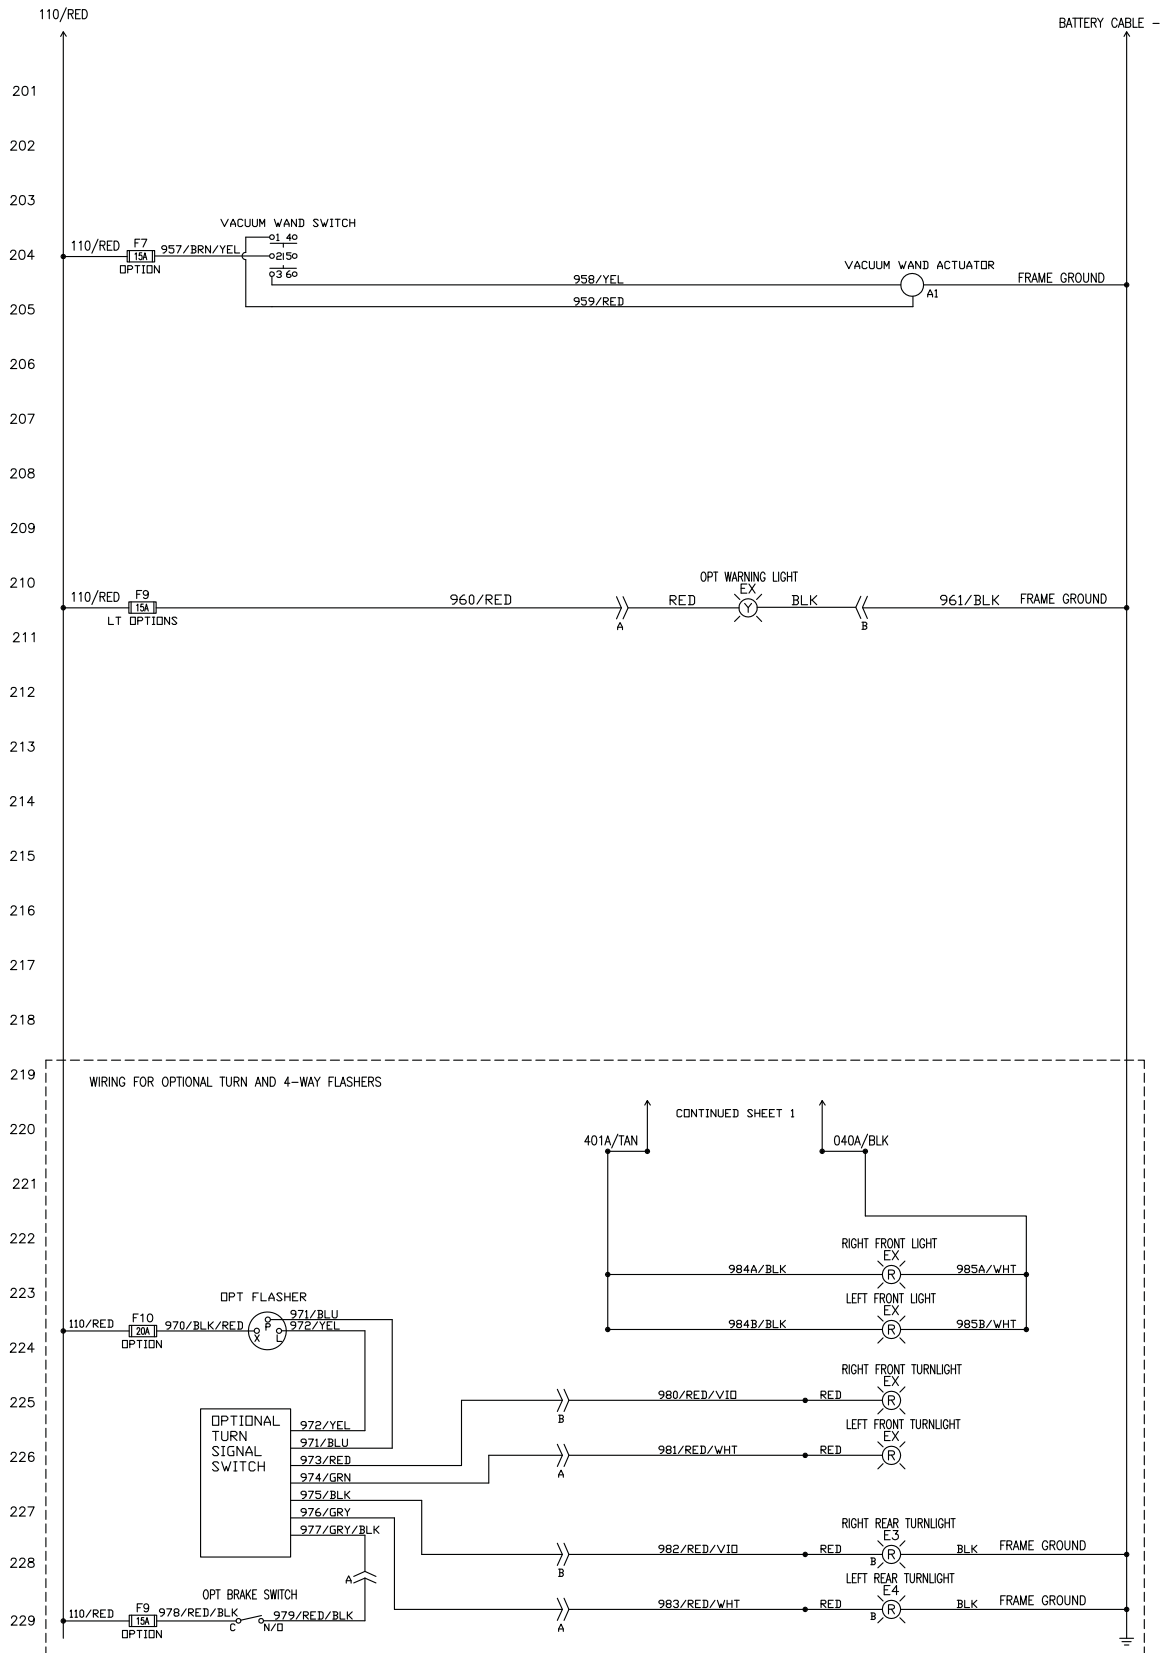 110/RED
BATTERY CABLE -
201
202
203
VACUUM WAND SWITCH
204
110/RED
F7
15A
OPTION
957/BRN/YEL
1 4
2 5
3 6
VACUUM WAND ACTUATOR
958/YEL
A1
FRAME GROUND
205
959/RED
206
207
208
209
210
OPT WARNING LIGHT
EX
110/RED
F9
15A
LT OPTIONS
960/RED
A
RED
Y
BLK
B
961/BLK
FRAME GROUND
211
212
213
214
215
216
217
218
219
WIRING FOR OPTIONAL TURN AND 4-WAY FLASHERS
220
CONTINUED SHEET 1
401A/TAN
040A/BLK
221
222
RIGHT FRONT LIGHT
EX
984A/BLK
R
985A/WHT
223
OPT FLASHER
LEFT FRONT LIGHT
EX
984B/BLK
R
985B/WHT
110/RED
F10
20A
OPTION
970/BLK/RED
X
P
L
971/BLU
972/YEL
224
225
RIGHT FRONT TURNLIGHT
EX
B
980/RED/VIO
RED
R
OPTIONAL
TURN
SIGNAL
SWITCH
972/YEL
971/BLU
973/RED
974/GRN
975/BLK
976/GRY
977/GRY/BLK
226
LEFT FRONT TURNLIGHT
EX
A
981/RED/WHT
RED
R
227
228
RIGHT REAR TURNLIGHT
E3
B
982/RED/VIO
RED
B
R
BLK
FRAME GROUND
A
229
110/RED
F9
15A
OPTION
978/RED/BLK
OPT BRAKE SWITCH
C
N/O
979/RED/BLK
LEFT REAR TURNLIGHT
E4
A
983/RED/WHT
RED
B
R
BLK
FRAME GROUND